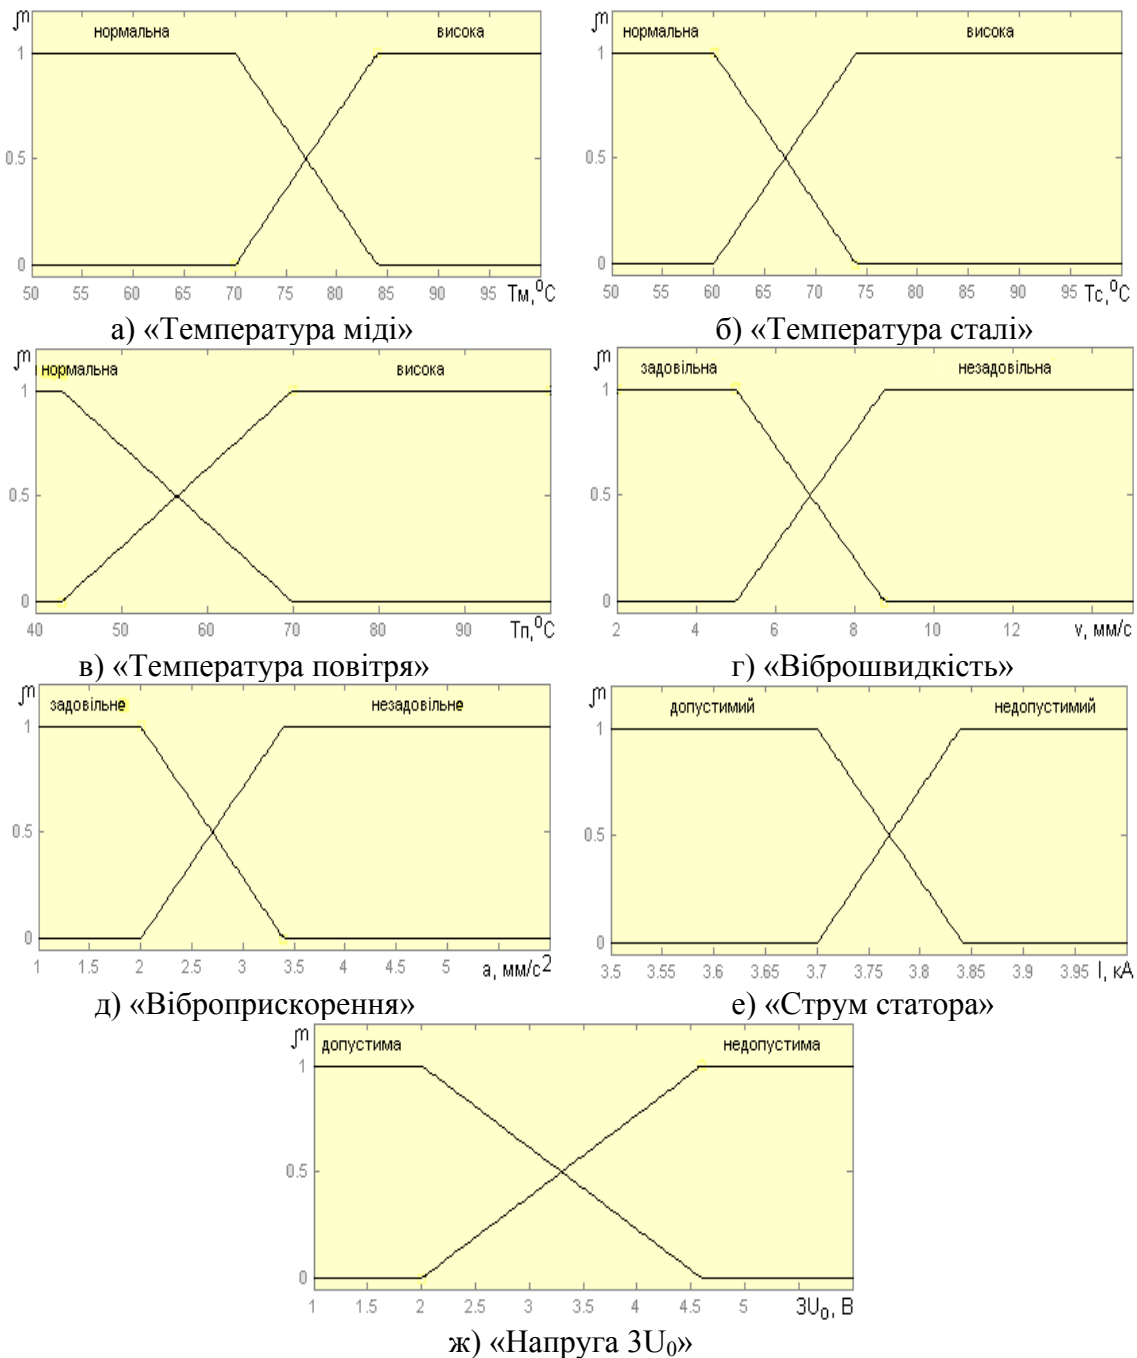 m нормальна висока
1
0.5
0
50 55 60 65 70 75 80 85 90 95 Тм,⁰С
а) «Температура міді»
m нормальна висока
1
0.5
0
50 55 60 65 70 75 80 85 90 95 Тс,⁰С
б) «Температура сталі»
m нормальна висока
1
0.5
0
40 50 60 70 80 90 Тп,⁰С
в) «Температура повітря»
m задовільна незадовільна
1
0.5
0
2 4 6 8 10 12 v, мм/с
г) «Віброшвидкість»
m задовільне незадовільне
1
0.5
0
1 1.5 2 2.5 3 3.5 4 4.5 5 а, мм/с2
д) «Віброприскорення»
m допустимий недопустимий
1
0.5
0
3.5 3.55 3.6 3.65 3.7 3.75 3.8 3.85 3.9 3.95 I, кА
е) «Струм статора»
m допустима недопустима
1
0.5
0
1 1.5 2 2.5 3 3.5 4 4.5 5 3U₀, В
ж) «Напруга 3U₀»